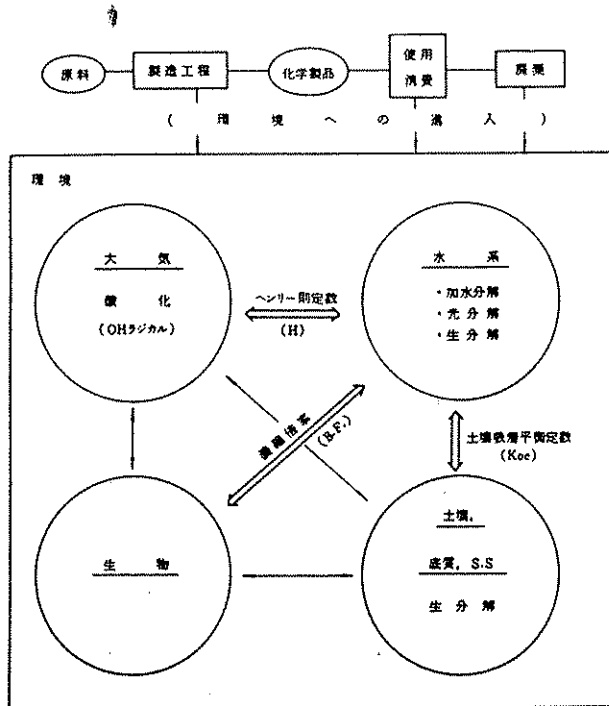 原料
製造工程
化学製品
使用
消費
廃棄
(環境への流入)
環境
大気
酸化
(OHラジカル)
ヘンリー則定数
(H)
水系
・加水分解
・光分解
・生分解
濃縮倍率
(B.F.)
土壌吸着平衡定数
(Koc)
生物
土壌,
底質, S.S
生分解